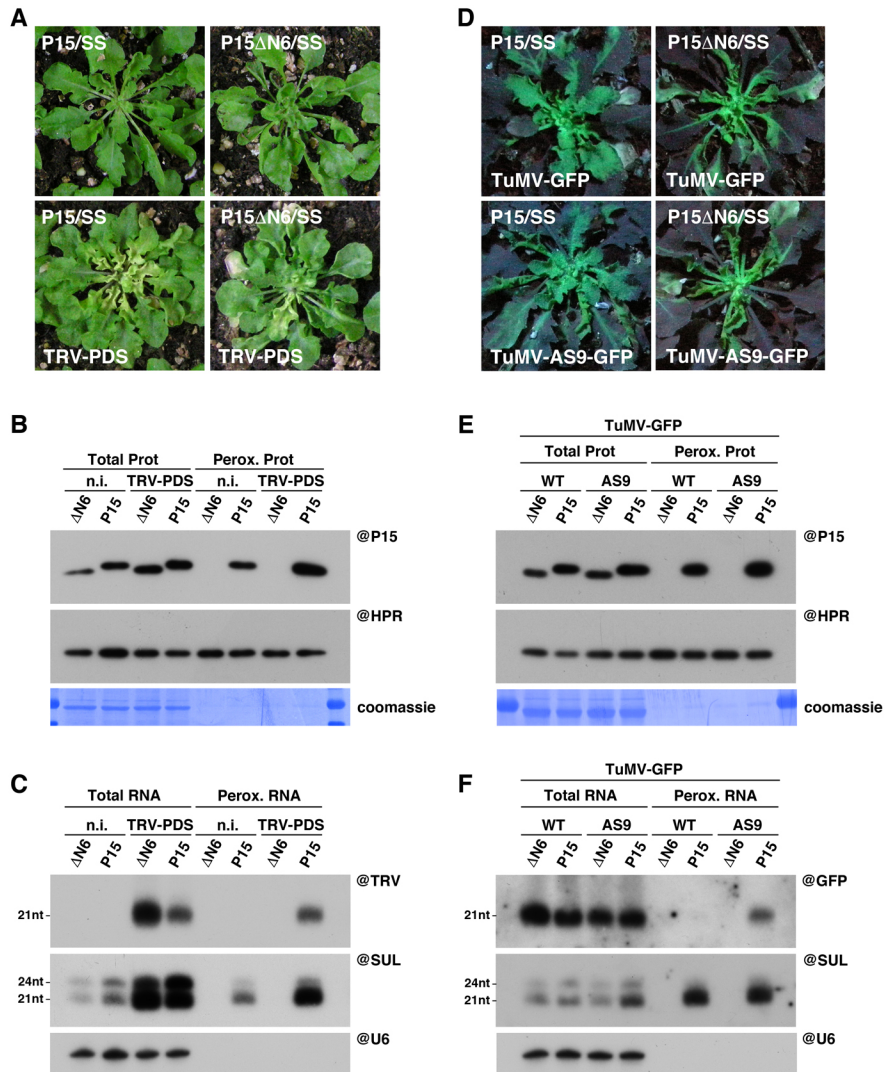 A
P15/SS
P15ΔN6/SS
P15/SS
TRV-PDS
P15ΔN6/SS
TRV-PDS
B
Total Prot Perox. Prot
n.i. TRV-PDS n.i. TRV-PDS
ΔN6 P15 ΔN6 P15 ΔN6 P15 ΔN6 P15
@P15
@HPR
coomassie
C
Total RNA Perox. RNA
n.i. TRV-PDS n.i. TRV-PDS
ΔN6 P15 ΔN6 P15 ΔN6 P15 ΔN6 P15
@TRV
21nt
@SUL
24nt
21nt
@U6
D
P15/SS
TuMV-GFP
P15ΔN6/SS
TuMV-GFP
P15/SS
TuMV-AS9-GFP
P15ΔN6/SS
TuMV-AS9-GFP
E
TuMV-GFP
Total Prot Perox. Prot
WT AS9 WT AS9
ΔN6 P15 ΔN6 P15 ΔN6 P15 ΔN6 P15
@P15
@HPR
coomassie
F
TuMV-GFP
Total RNA Perox. RNA
WT AS9 WT AS9
ΔN6 P15 ΔN6 P15 ΔN6 P15 ΔN6 P15
@GFP
21nt
@SUL
24nt
21nt
@U6